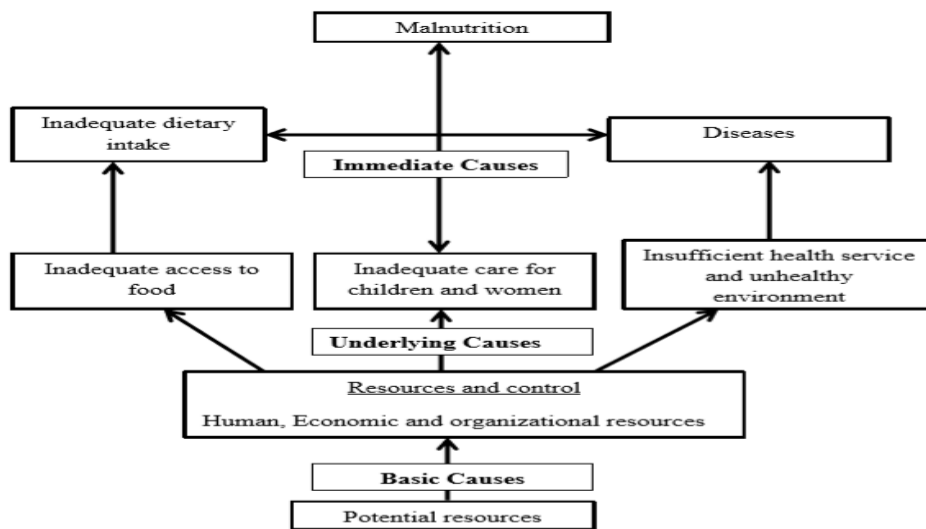 Malnutrition
Inadequate dietary
intake
Diseases
Immediate Causes
Inadequate access to
food
Inadequate care for
children and women
Insufficient health service
and unhealthy
environment
Underlying Causes
Resources and control
Human, Economic and organizational resources
Basic Causes
Potential resources